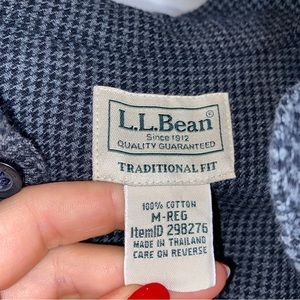 L.L.Bean
Since 1912
QUALITY GUARANTEED
TRADITIONAL FIT
100% COTTON
M-REG
ItemID 298276
MADE IN THAILAND
CARE ON REVERSE